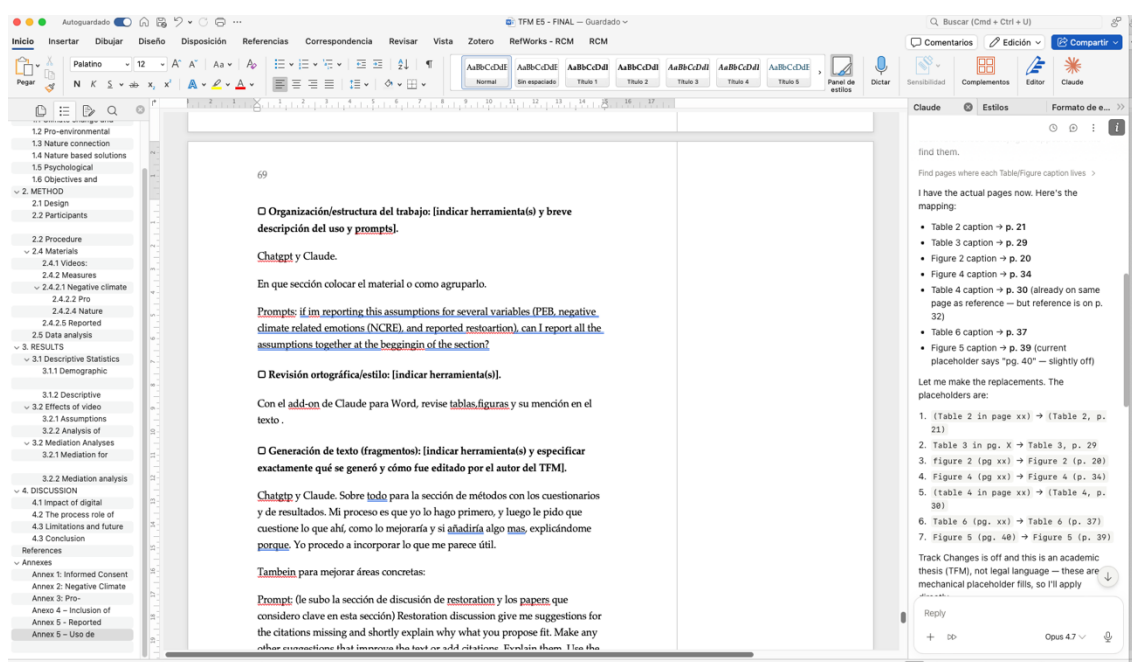 Autoguardado
TFM E5 - FINAL — Guardado
Buscar (Cmd + Ctrl + U)
Inicio Insertar Dibujar Diseño Disposición Referencias Correspondencia Revisar Vista Zotero RefWorks - RCM RCM
Comentarios Edición Compartir
Pegar
Palatino 12
N K S ab x, x²
AaBbCcDdE Normal
AaBbCcDdE Sin espaciado
AaBbCcDdI Título 1
AaBbCcDdI Título 2
AaBbCcDdI Título 3
AaBbCcDdI Título 4
AaBbCcDdE Título 5
Panel de estilos
Dictar
Sensibilidad
Complementos
Editor
Claude
1.2 Pro-environmental
1.3 Nature connection
1.4 Nature based solutions
1.5 Psychological
1.6 Objectives and
2. METHOD
2.1 Design
2.2 Participants
2.2 Procedure
2.4 Materials
2.4.1 Videos:
2.4.2 Measures
2.4.2.1 Negative climate
2.4.2.2 Pro
2.4.2.4 Nature
2.4.2.5 Reported
2.5 Data analysis
3. RESULTS
3.1 Descriptive Statistics
3.1.1 Demographic
3.1.2 Descriptive
3.2 Effects of video
3.2.1 Assumptions
3.2.2 Analysis of
3.2 Mediation Analyses
3.2.1 Mediation for
3.2.2 Mediation analysis
4. DISCUSSION
4.1 Impact of digital
4.2 The process role of
4.3 Limitations and future
4.3 Conclusion
References
Annexes
Annex 1: Informed Consent
Annex 2: Negative Climate
Annex 3: Pro-
Anexo 4 – Inclusion of
Annex 5 - Reported
Annex 5 – Uso de
69
☐ Organización/estructura del trabajo: [indicar herramienta(s) y breve
descripción del uso y prompts].
Chatgpt y Claude.
En que sección colocar el material o como agruparlo.
Prompts: if im reporting this assumptions for several variables (PEB, negative
climate related emotions (NCRE), and reported restoartion), can I report all the
assumptions together at the beggingin of the section?
☐ Revisión ortográfica/estilo: [indicar herramienta(s)].
Con el add-on de Claude para Word, revise tablas,figuras y su mención en el
texto .
☐ Generación de texto (fragmentos): [indicar herramienta(s) y especificar
exactamente qué se generó y cómo fue editado por el autor del TFM].
Chatgtp y Claude. Sobre todo para la sección de métodos con los cuestionarios
y de resultados. Mi proceso es que yo lo hago primero, y luego le pido que
cuestione lo que ahí, como lo mejoraría y si añadiría algo mas, explicándome
porque. Yo procedo a incorporar lo que me parece útil.
Tambein para mejorar áreas concretas:
Prompt: (le subo la sección de discusión de restoration y los papers que
considero clave en esta sección) Restoration discussion give me suggestions for
the citations missing and shortly explain why what you propose fit. Make any
other suggestions that improve the text or add citations. Explain them. Use the
Claude Estilos Formato de e...
find them.
Find pages where each Table/Figure caption lives
I have the actual pages now. Here's the
mapping:
• Table 2 caption → p. 21
• Table 3 caption → p. 29
• Figure 2 caption → p. 20
• Figure 4 caption → p. 34
• Table 4 caption → p. 30 (already on same
page as reference — but reference is on p.
32)
• Table 6 caption → p. 37
• Figure 5 caption → p. 39 (current
placeholder says "pg. 40" — slightly off)
Let me make the replacements. The
placeholders are:
1. (Table 2 in page xx) → (Table 2, p.
21)
2. Table 3 in pg. X → Table 3, p. 29
3. figure 2 (pg xx) → Figure 2 (p. 20)
4. Figure 4 (pg xx) → Figure 4 (p. 34)
5. (table 4 in page xx) → (Table 4, p.
30)
6. Table 6 (pg. xx) → Table 6 (p. 37)
7. Figure 5 (pg. 40) → Figure 5 (p. 39)
Track Changes is off and this is an academic
thesis (TFM), not legal language — these are
mechanical placeholder fills, so I'll apply
Reply
Opus 4.7